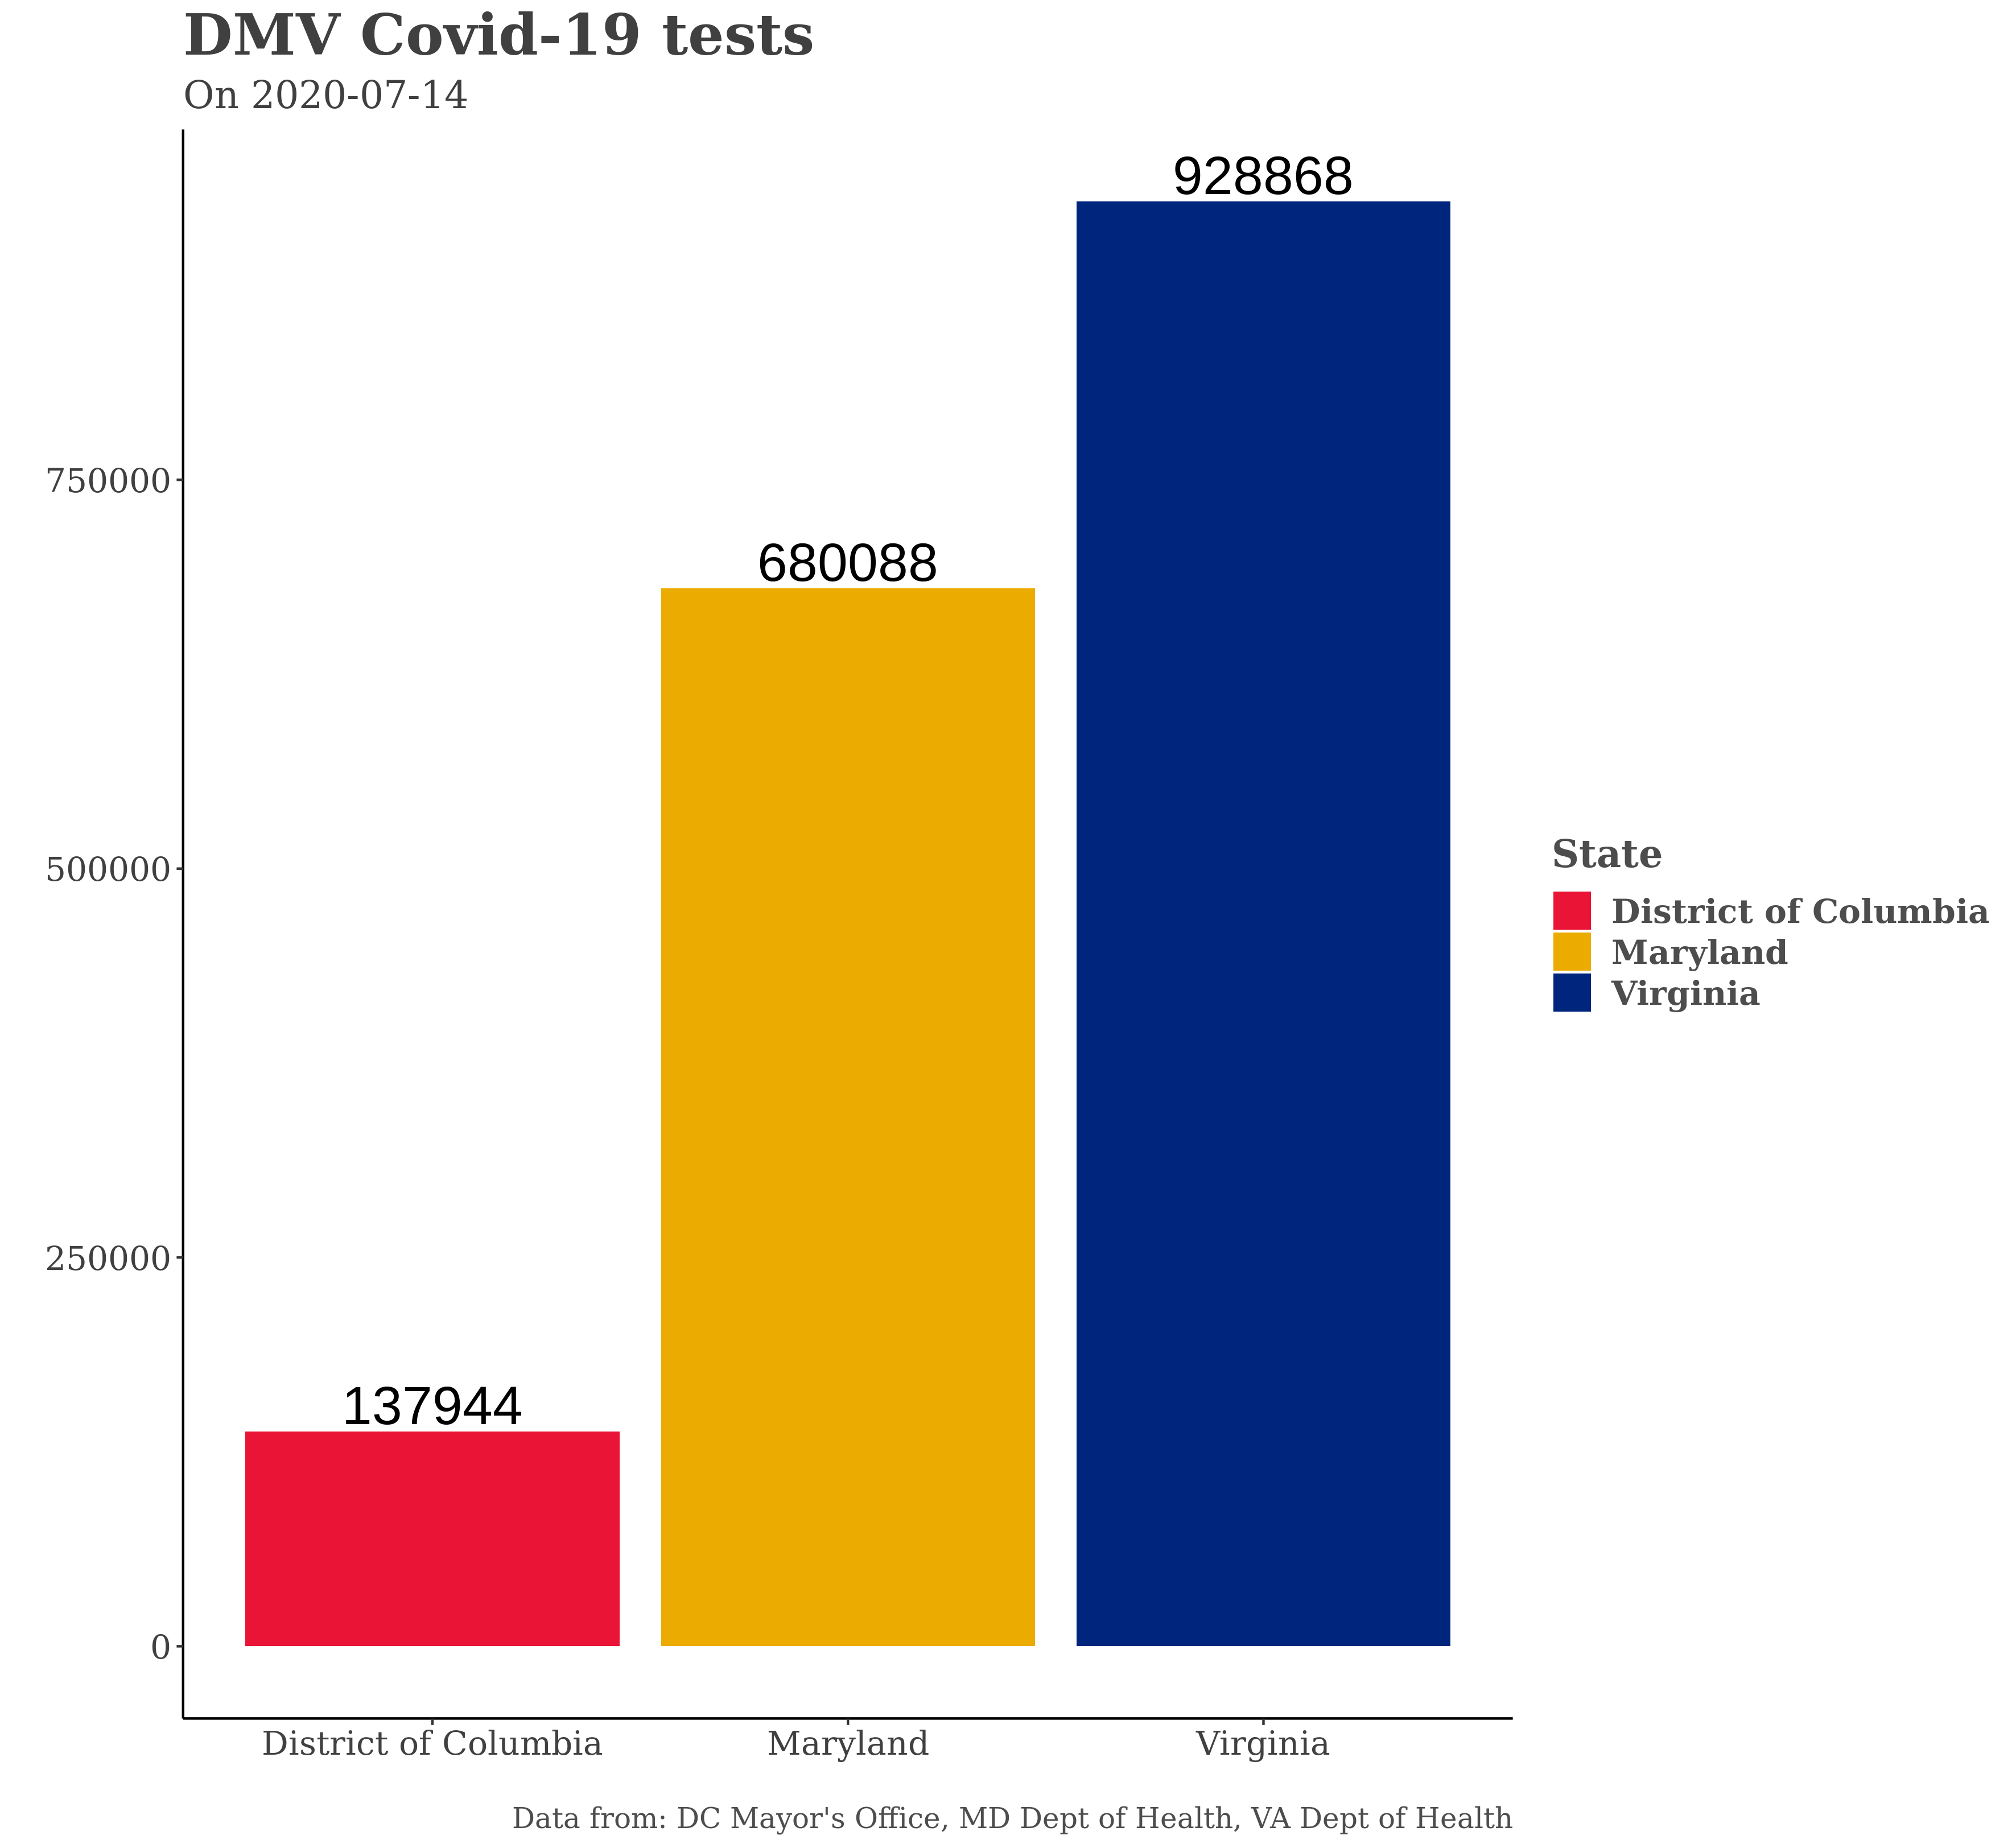 DMV Covid-19 tests
On 2020-07-14
928868
750000
680088
500000
State
District of Columbia
Maryland
Virginia
250000
137944
0
District of Columbia
Maryland
Virginia
Data from: DC Mayor's Office, MD Dept of Health, VA Dept of Health